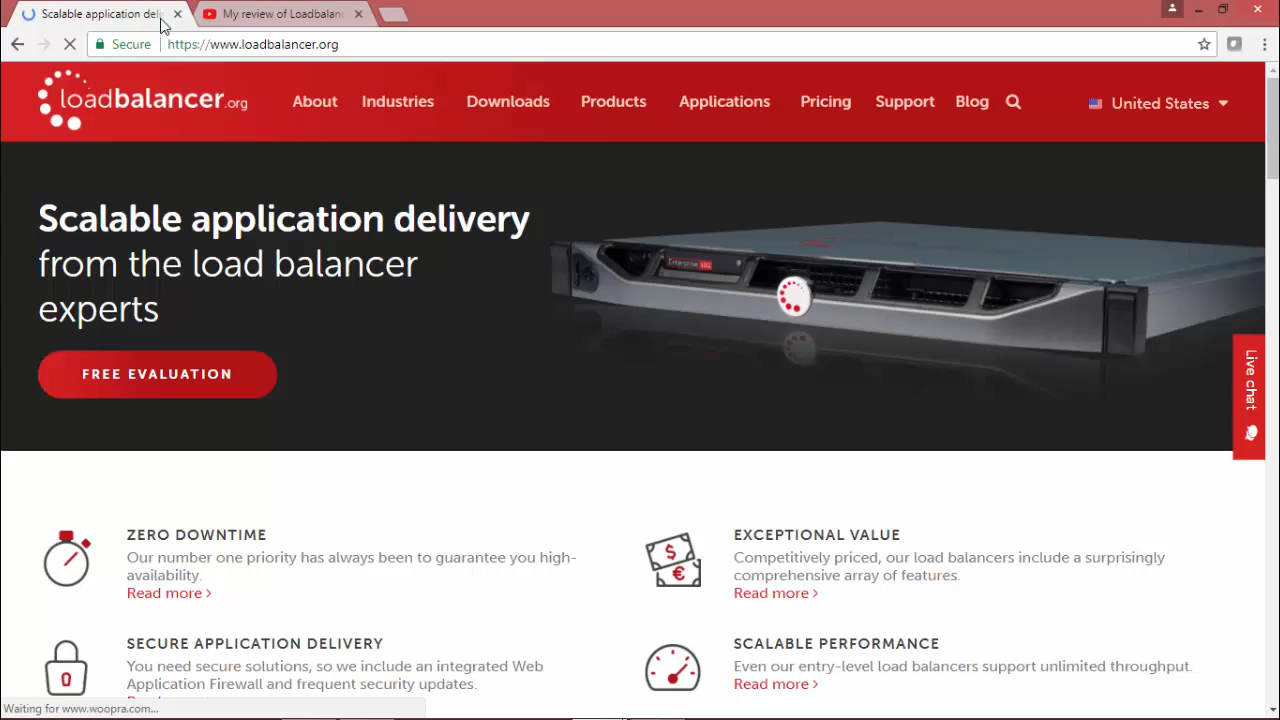 Scalable application deli
My review of Loadbalan
Secure
https://www.loadbalancer.org
loadbalancer.org
About
Industries
Downloads
Products
Applications
Pricing
Support
Blog
United States
Scalable application delivery
from the load balancer
experts
FREE EVALUATION
Enterprise
Live chat
ZERO DOWNTIME
Our number one priority has always been to guarantee you high-
availability.
Read more >
EXCEPTIONAL VALUE
Competitively priced, our load balancers include a surprisingly
comprehensive array of features.
Read more >
SECURE APPLICATION DELIVERY
You need secure solutions, so we include an integrated Web
Application Firewall and frequent security updates.
SCALABLE PERFORMANCE
Even our entry-level load balancers support unlimited throughput.
Read more >
Waiting for www.woopra.com...